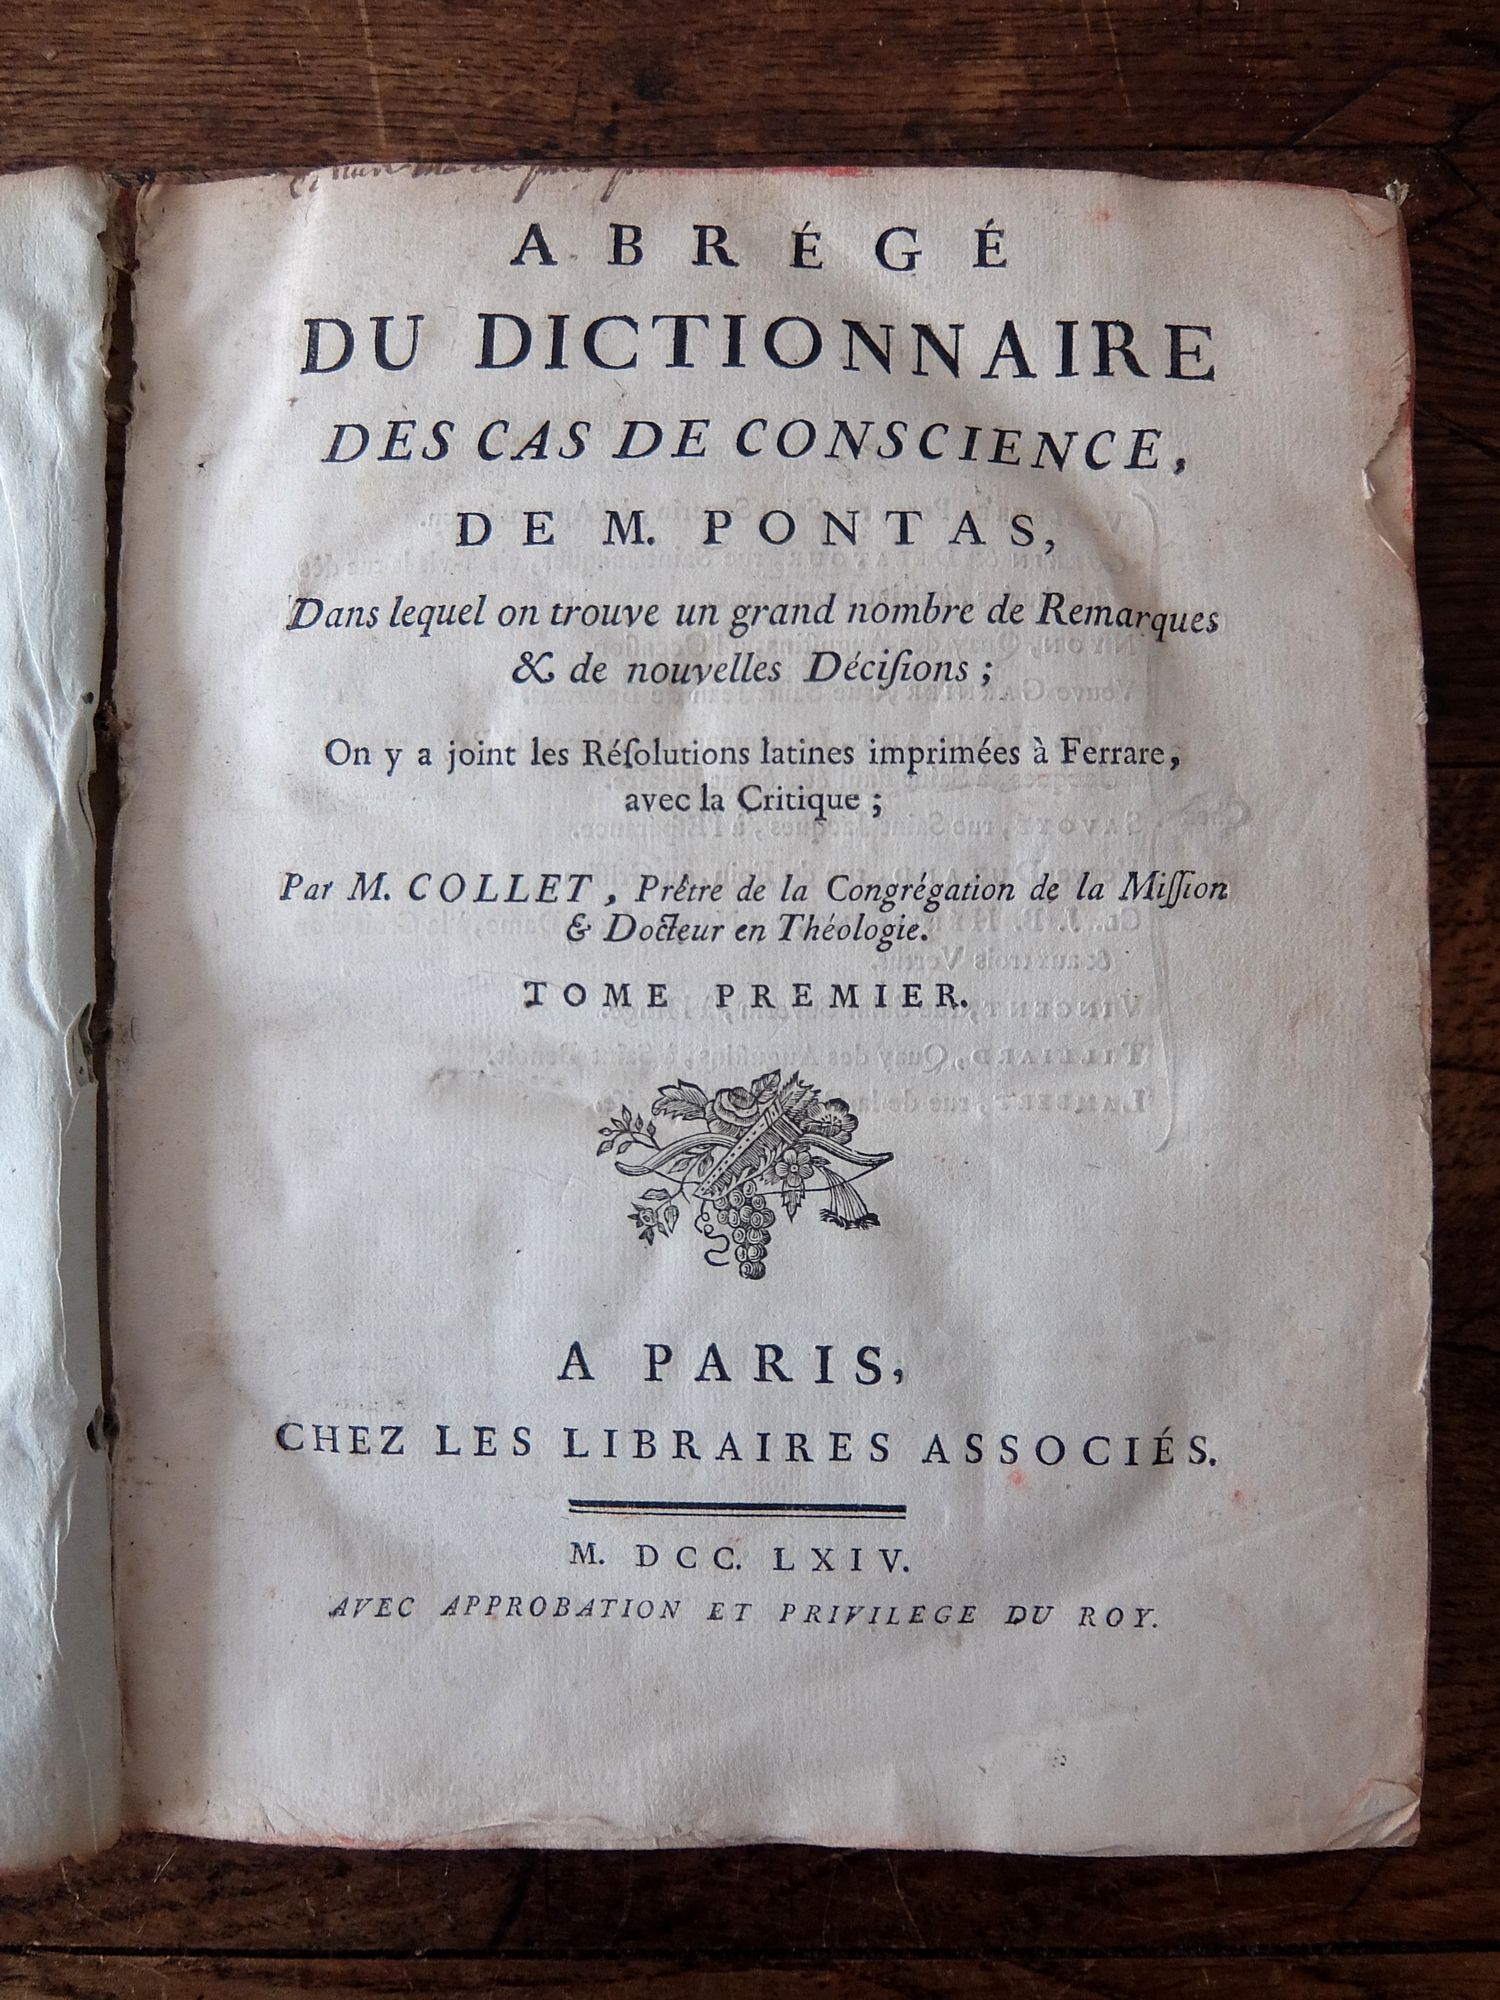 ABRÉGÉ
DU DICTIONNAIRE
DES CAS DE CONSCIENCE,
DE M. PONTAS,
Dans lequel on trouve un grand nombre de Remarques
& de nouvelles Déciſions ;
On y a joint les Réſolutions latines imprimées à Ferrare,
avec la Critique ;
Par M. COLLET, Prêtre de la Congrégation de la Miſſion
& Docteur en Théologie.
TOME PREMIER.
A PARIS,
CHEZ LES LIBRAIRES ASSOCIÉS.
M. DCC. LXIV.
AVEC APPROBATION ET PRIVILEGE DU ROY.